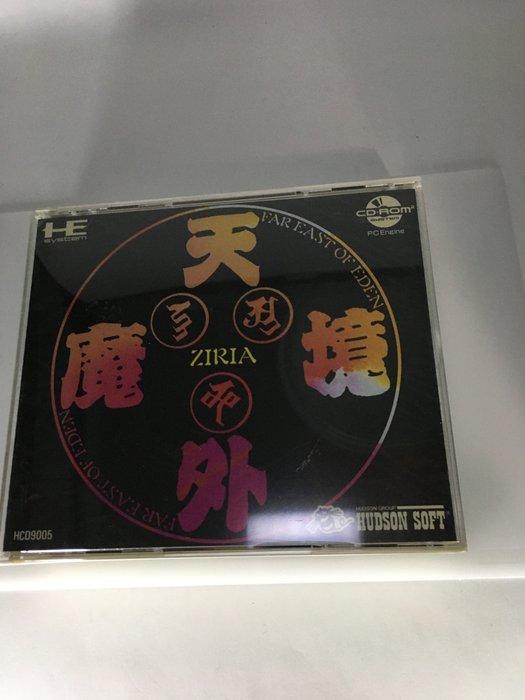 HE
system
CD-ROM²
SYSTEM
PC Engine
天
FAR EAST OF EDEN
魔
ZIRIA
境
外
FAR EAST OF EDEN
HCD9005
HUDSON GROUP
HUDSON SOFT